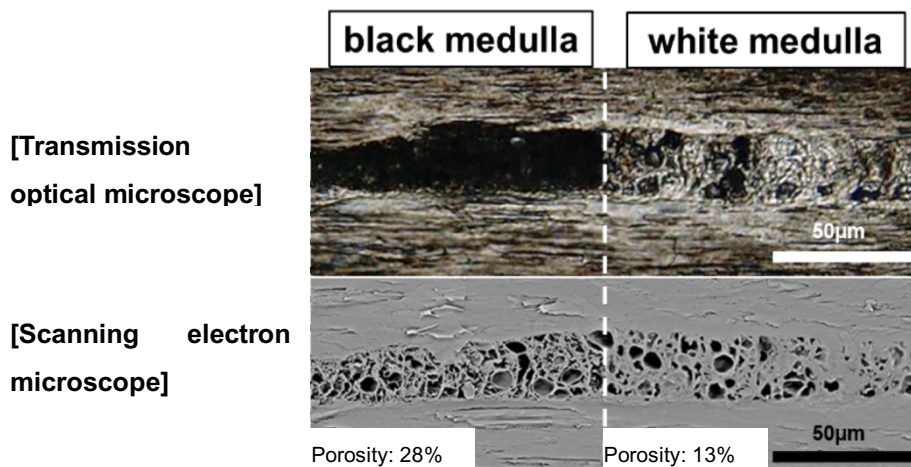 black medulla
white medulla
[Transmission
optical microscope]
50µm
[Scanning electron
microscope]
50µm
Porosity: 28%
Porosity: 13%